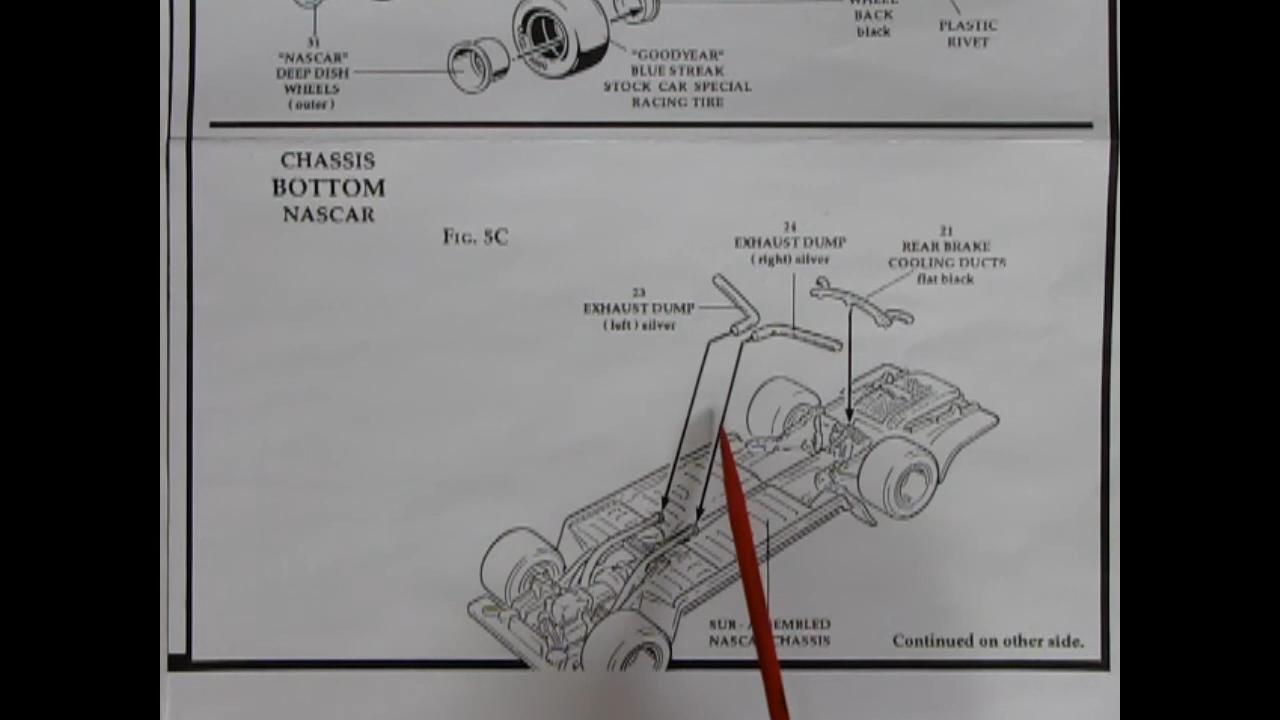 WHEEL
BACK
black
PLASTIC
RIVET
31
"NASCAR"
DEEP DISH
WHEELS
(outer)
"GOODYEAR"
BLUE STREAK
STOCK CAR SPECIAL
RACING TIRE
CHASSIS
BOTTOM
NASCAR
FIG. 5C
24
EXHAUST DUMP
(right) silver
21
REAR BRAKE
COOLING DUCTS
flat black
23
EXHAUST DUMP
(left) silver
NASCAR CHASSIS
Continued on other side.